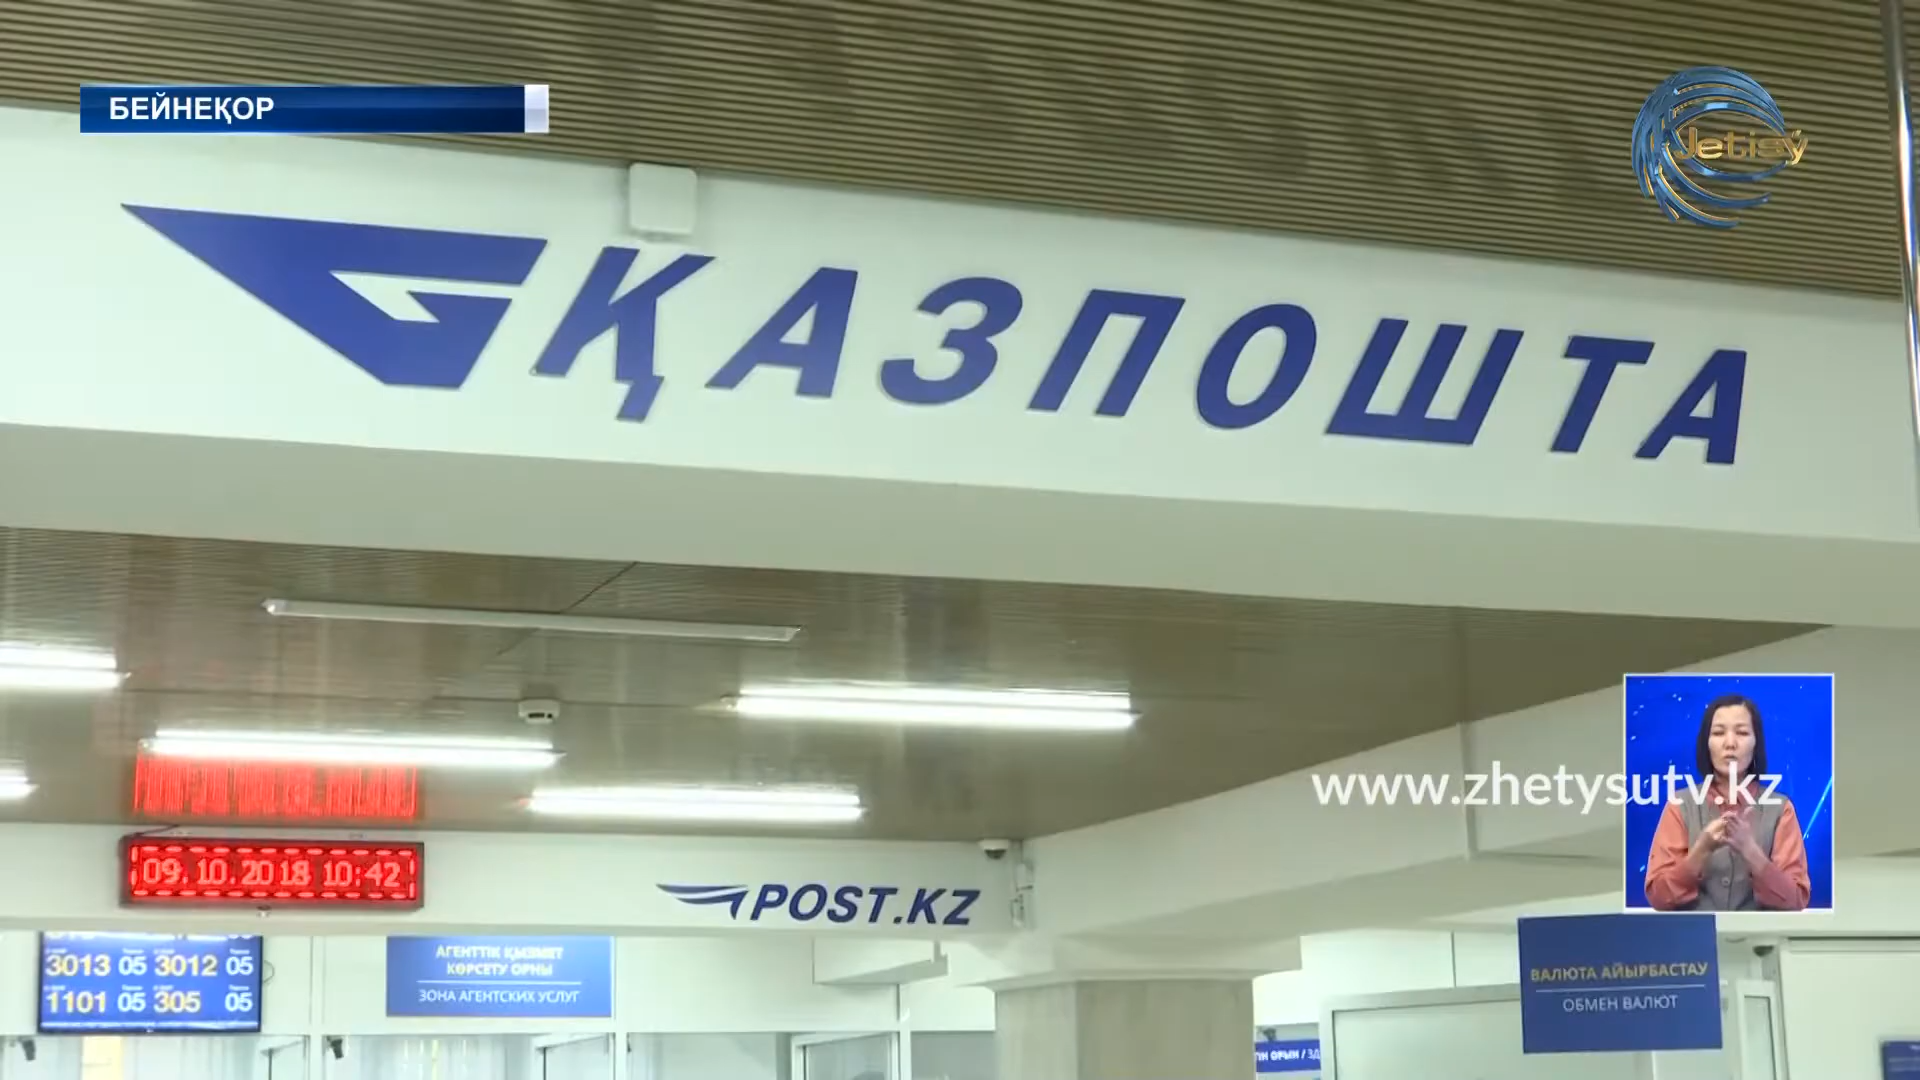 БЕЙНЕҚОР
Jetisý
ҚАЗПОШТА
www.zhetysutv.kz
09.10.2018 10:42
POST.KZ
3013 05 3012 05
1101 05 305 05
АГЕНТТІК ҚЫЗМЕТ
КӨРСЕТУ ОРНЫ
ЗОНА АГЕНТСКИХ УСЛУГ
ВАЛЮТА АЙЫРБАСТАУ
ОБМЕН ВАЛЮТ